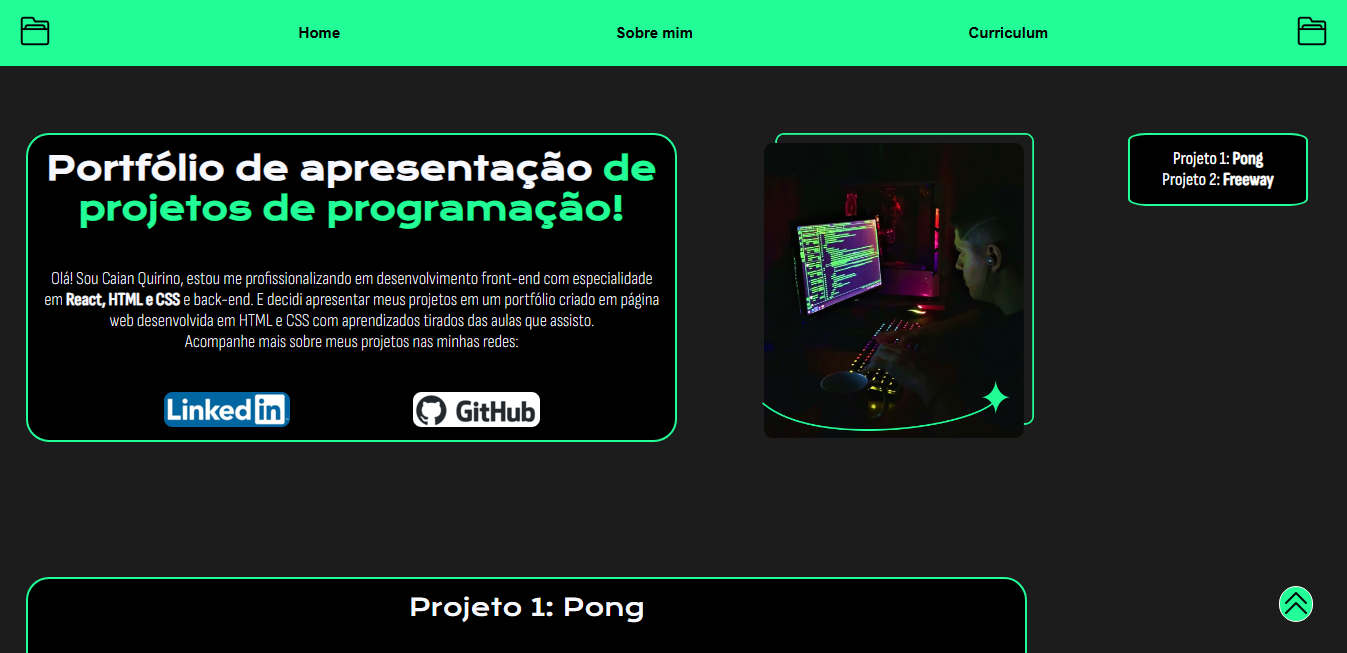 Home
Sobre mim
Curriculum
Portfólio de apresentação de
projetos de programação!
Olá! Sou Caian Quirino, estou me profissionalizando em desenvolvimento front-end com especialidade
em React, HTML e CSS e back-end. E decidi apresentar meus projetos em um portfólio criado em página
web desenvolvida em HTML e CSS com aprendizados tirados das aulas que assisto.
Acompanhe mais sobre meus projetos nas minhas redes:
Linkedin
GitHub
Projeto 1: Pong
Projeto 2: Freeway
Projeto 1: Pong